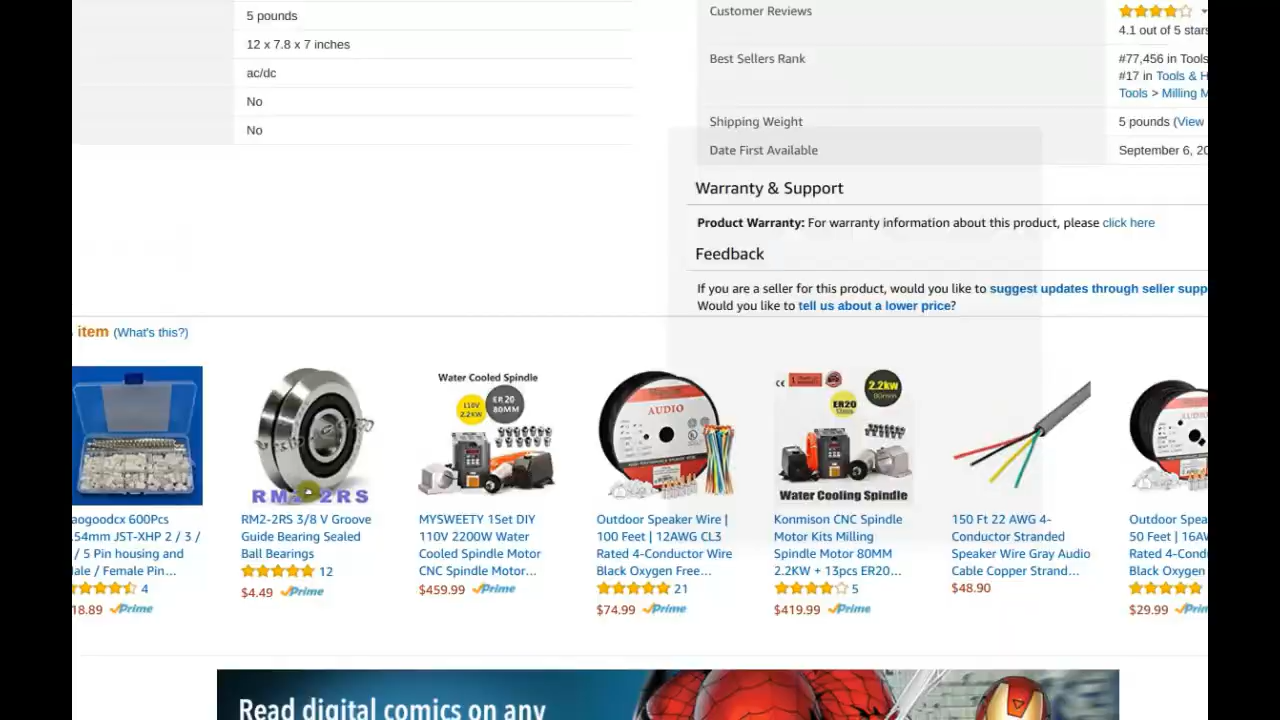 5 pounds
12 x 7.8 x 7 inches
ac/dc
No
No
Customer Reviews
4.1 out of 5 stars
Best Sellers Rank
#77,456 in Tools
#17 in Tools & H
Tools > Milling M
Shipping Weight
5 pounds (View
Date First Available
September 6, 20
Warranty & Support
Product Warranty: For warranty information about this product, please click here
Feedback
If you are a seller for this product, would you like to suggest updates through seller supp
Would you like to tell us about a lower price?
item (What's this?)
aogoodcx 600Pcs
.54mm JST-XHP 2 / 3 /
/ 5 Pin housing and
ale / Female Pin...
4
18.89 Prime
RM2-2RS
RM2-2RS 3/8 V Groove
Guide Bearing Sealed
Ball Bearings
12
$4.49 Prime
Water Cooled Spindle
110V
2.2KW
ER20
80MM
MYSWEETY 1Set DIY
110V 2200W Water
Cooled Spindle Motor
CNC Spindle Motor...
$459.99 Prime
AUDIO
Outdoor Speaker Wire |
100 Feet | 12AWG CL3
Rated 4-Conductor Wire
Black Oxygen Free...
21
$74.99 Prime
2.2kw
ER20
Water Cooling Spindle
Konmison CNC Spindle
Motor Kits Milling
Spindle Motor 80MM
2.2KW + 13pcs ER20...
5
$419.99 Prime
150 Ft 22 AWG 4-
Conductor Stranded
Speaker Wire Gray Audio
Cable Copper Strand...
$48.90
AUDIO
Outdoor Spea
50 Feet | 16AW
Rated 4-Cond
Black Oxygen
$29.99 Prim
Read digital comics on any